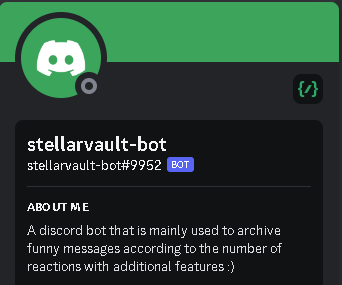 stellarvault-bot
stellarvault-bot#9952 BOT
ABOUT ME
A discord bot that is mainly used to archive
funny messages according to the number of
reactions with additional features :)